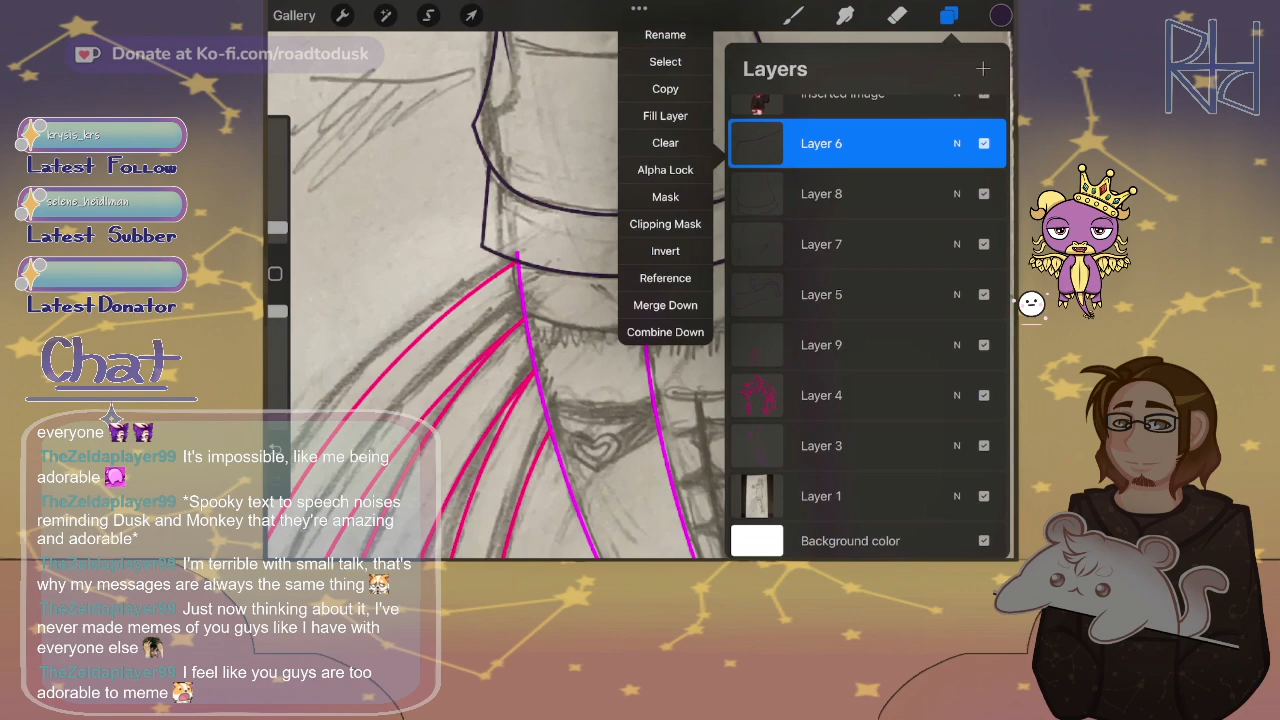 Gallery
Donate at Ko-fi.com/roadtodusk
krysis_krs
Latest Follow
selene_heidlman
Latest Subber
Latest Donator
Chat
everyone
TheZeldaplayer99 It's impossible, like me being
adorable
TheZeldaplayer99 *Spooky text to speech noises
reminding Dusk and Monkey that they're amazing
and adorable*
TheZeldaplayer99 I'm terrible with small talk, that's
why my messages are always the same thing
TheZeldaplayer99 Just now thinking about it, I've
never made memes of you guys like I have with
everyone else
TheZeldaplayer99 I feel like you guys are too
adorable to meme
Rename
Select
Copy
Fill Layer
Clear
Alpha Lock
Mask
Clipping Mask
Invert
Reference
Merge Down
Combine Down
Layers
Inserted Image N
Layer 6 N
Layer 8 N
Layer 7 N
Layer 5 N
Layer 9 N
Layer 4 N
Layer 3 N
Layer 1 N
Background color